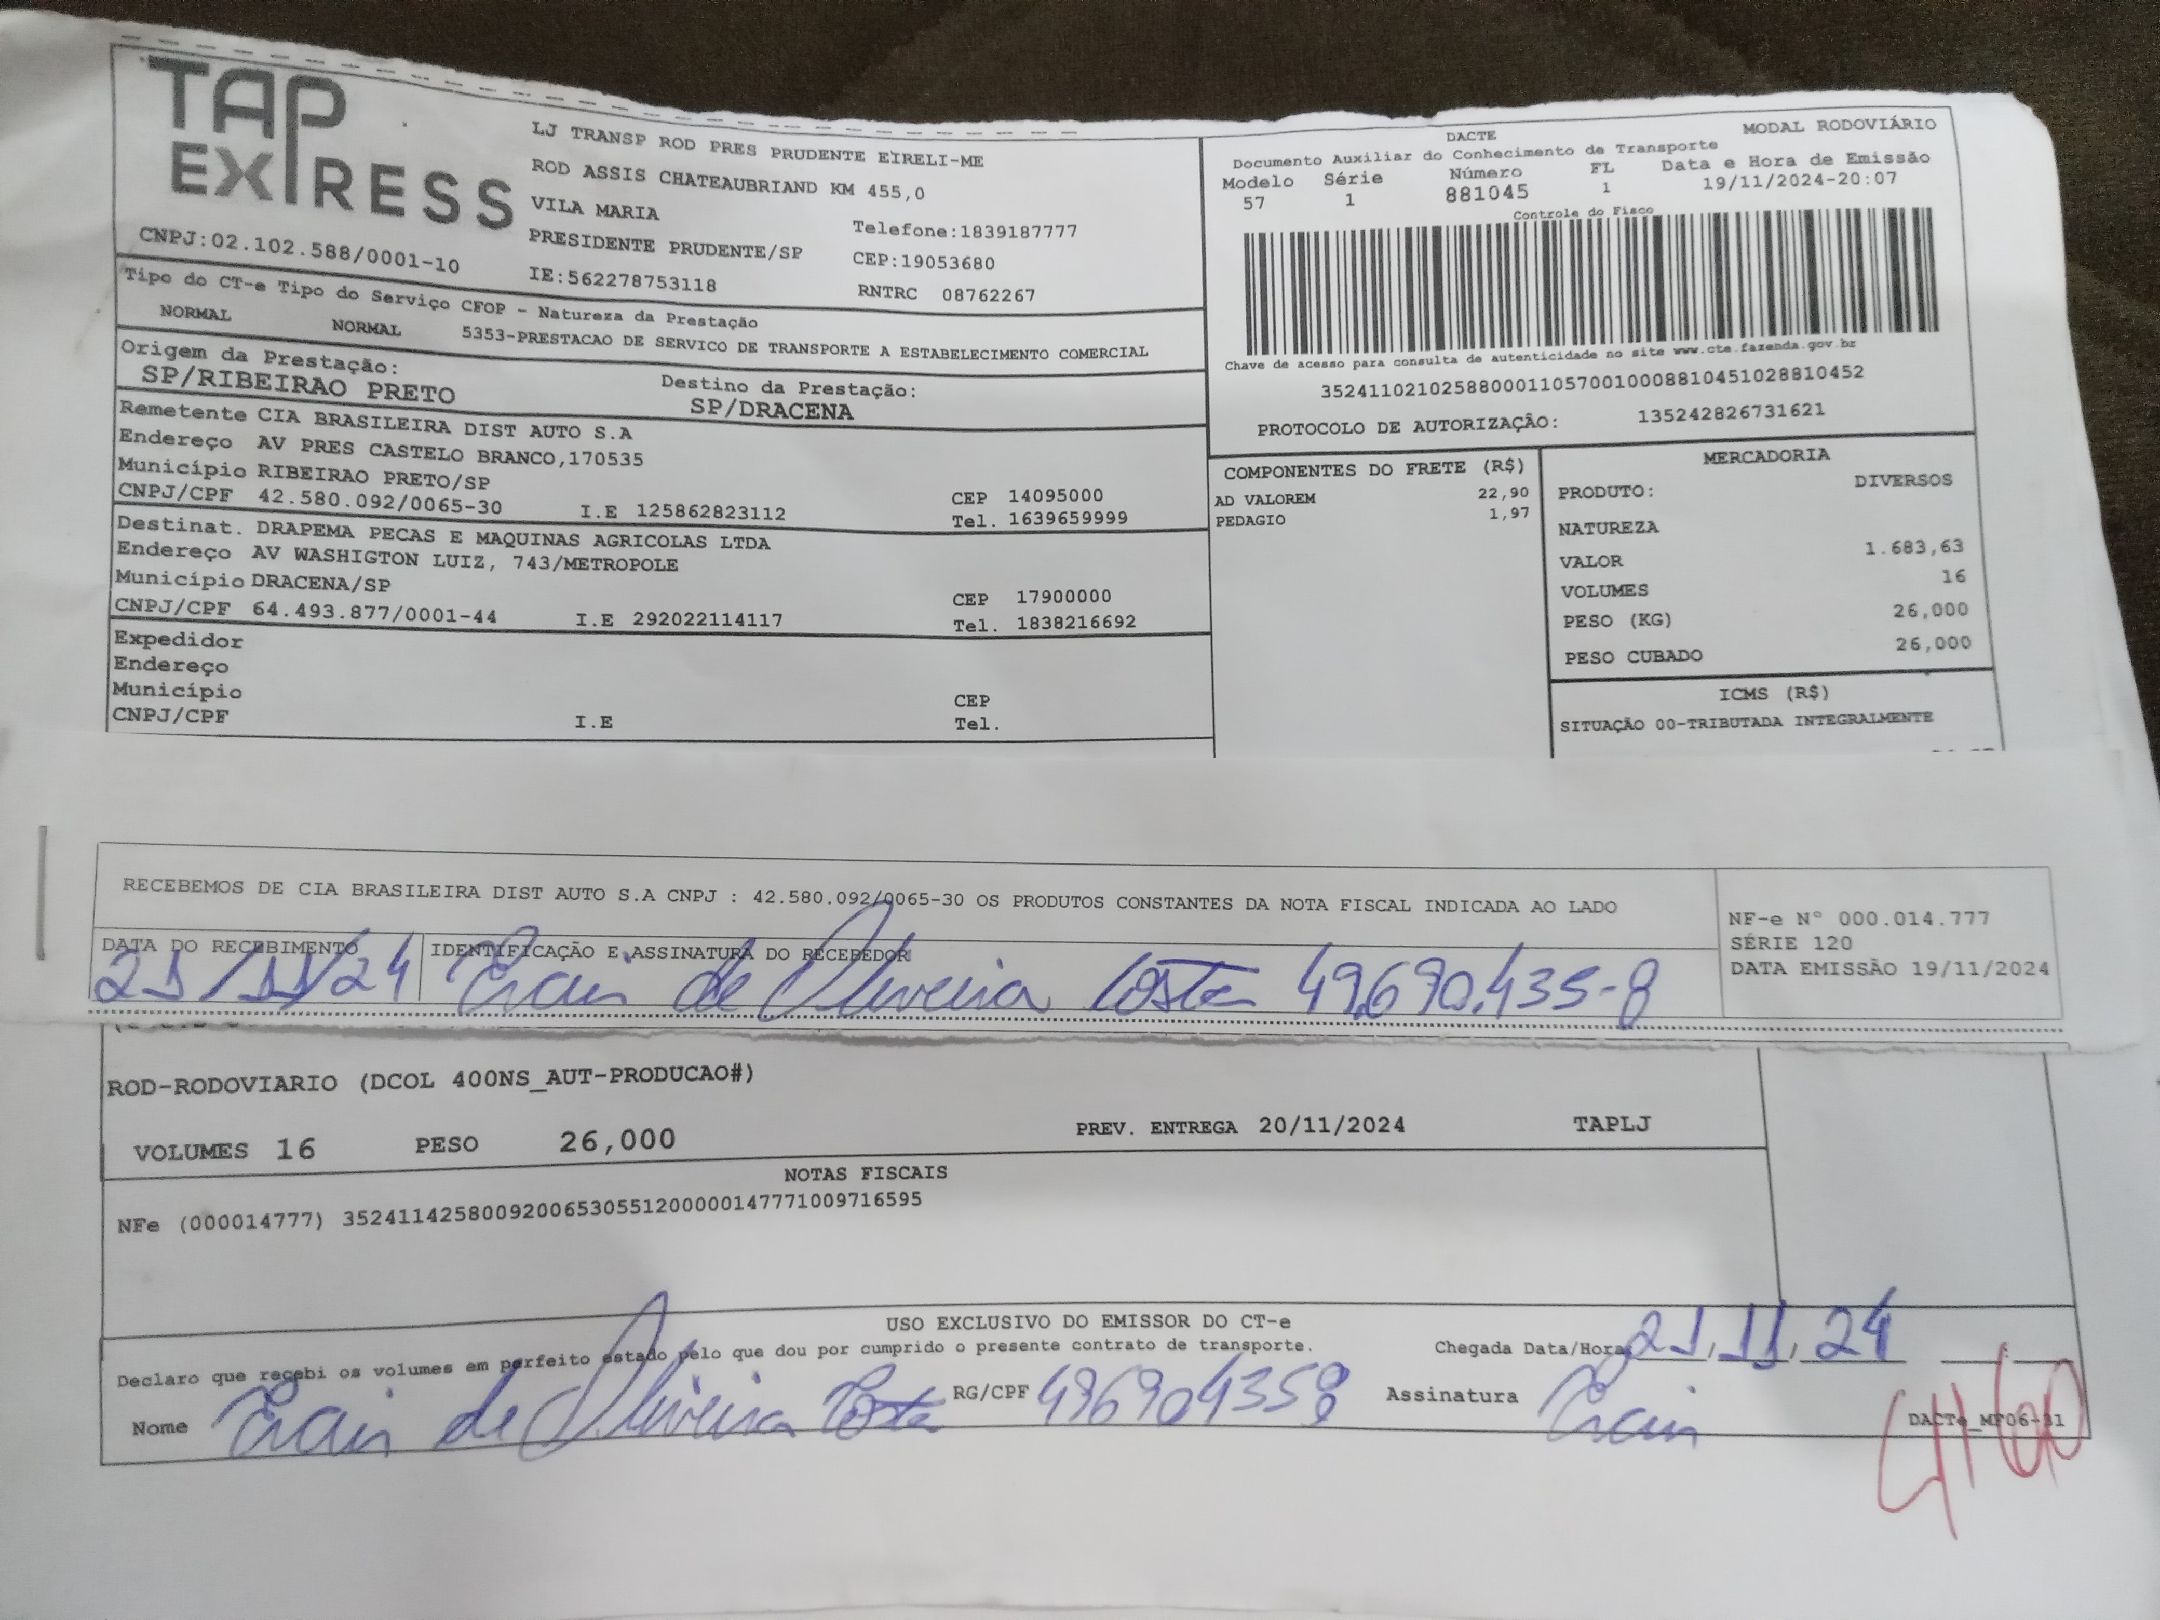 TAP
EXPRESS
CNPJ:02.102.588/0001-10
LJ TRANSP ROD PRES PRUDENTE EIRELI-ME
ROD ASSIS CHATEAUBRIAND KM 455,0
VILA MARIA
Telefone:1839187777
PRESIDENTE PRUDENTE/SP CEP:19053680
IE:562278753118 RNTRC 08762267
DACTE MODAL RODOVIÁRIO
Documento Auxiliar do Conhecimento de Transporte
Modelo Série Número FL Data e Hora de Emissão
57 1 881045 1 19/11/2024-20:07
Controle do Fisco
Chave de acesso para consulta de autenticidade no site www.cte.fazenda.gov.br
35241102102588000110570010008810451028810452
PROTOCOLO DE AUTORIZAÇÃO: 135242826731621
Tipo do CT-e Tipo do Serviço CFOP - Natureza da Prestação
NORMAL NORMAL 5353-PRESTACAO DE SERVICO DE TRANSPORTE A ESTABELECIMENTO COMERCIAL
Origem da Prestação: Destino da Prestação:
SP/RIBEIRAO PRETO SP/DRACENA
Remetente CIA BRASILEIRA DIST AUTO S.A
Endereço AV PRES CASTELO BRANCO,170535
Município RIBEIRAO PRETO/SP CEP 14095000
CNPJ/CPF 42.580.092/0065-30 I.E 125862823112 Tel. 1639659999
Destinat. DRAPEMA PECAS E MAQUINAS AGRICOLAS LTDA
Endereço AV WASHIGTON LUIZ, 743/METROPOLE
Município DRACENA/SP CEP 17900000
CNPJ/CPF 64.493.877/0001-44 I.E 292022114117 Tel. 1838216692
Expedidor
Endereço
Município CEP
CNPJ/CPF I.E Tel.
COMPONENTES DO FRETE (R$)
AD VALOREM 22,90
PEDAGIO 1,97
MERCADORIA
PRODUTO: DIVERSOS
NATUREZA
VALOR 1.683,63
VOLUMES 16
PESO (KG) 26,000
PESO CUBADO 26,000
ICMS (R$)
SITUAÇÃO 00-TRIBUTADA INTEGRALMENTE
RECEBEMOS DE CIA BRASILEIRA DIST AUTO S.A CNPJ : 42.580.092/0065-30 OS PRODUTOS CONSTANTES DA NOTA FISCAL INDICADA AO LADO
DATA DO RECEBIMENTO IDENTIFICAÇÃO E ASSINATURA DO RECEBEDOR
21/11/24 de Oliveira Costa 49.690.435-8
NF-e N° 000.014.777
SÉRIE 120
DATA EMISSÃO 19/11/2024
ROD-RODOVIARIO (DCOL 400NS_AUT-PRODUCAO#)
VOLUMES 16 PESO 26,000 PREV. ENTREGA 20/11/2024 TAPLJ
NOTAS FISCAIS
NFe (000014777) 35241142580092006530551200000147771009716595
USO EXCLUSIVO DO EMISSOR DO CT-e
Declaro que recebi os volumes em perfeito estado pelo que dou por cumprido o presente contrato de transporte. Chegada Data/Hora 21.11.24
Nome de Oliveira Costa RG/CPF 496904358 Assinatura
DACTe_MF06-31